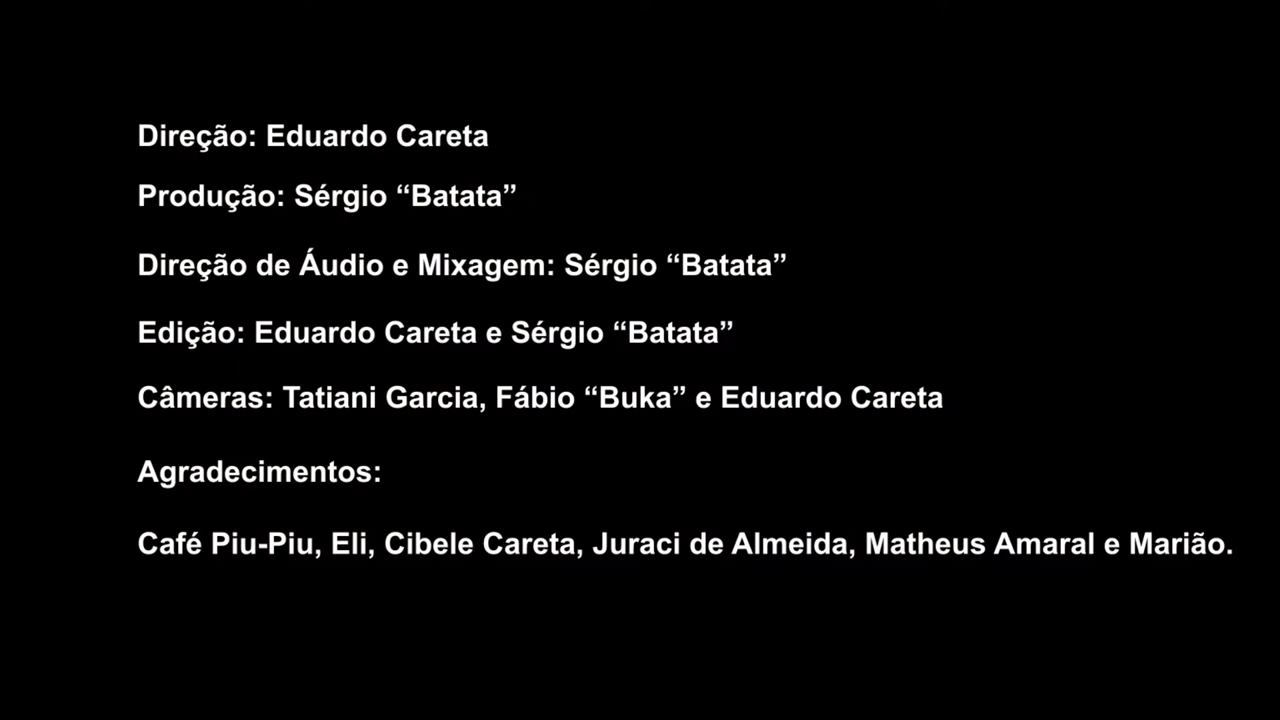 Direção: Eduardo Careta
Produção: Sérgio “Batata”
Direção de Áudio e Mixagem: Sérgio “Batata”
Edição: Eduardo Careta e Sérgio “Batata”
Câmeras: Tatiani Garcia, Fábio “Buka” e Eduardo Careta
Agradecimentos:
Café Piu-Piu, Eli, Cibele Careta, Juraci de Almeida, Matheus Amaral e Marião.